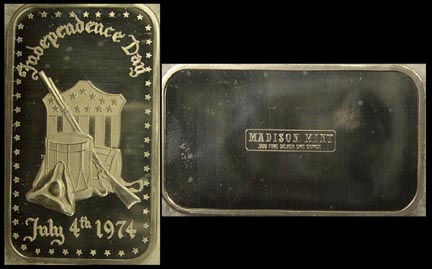 Independence Day
July 4th 1974
MADISON MINT
.999 FINE SILVER ONE OUNCE